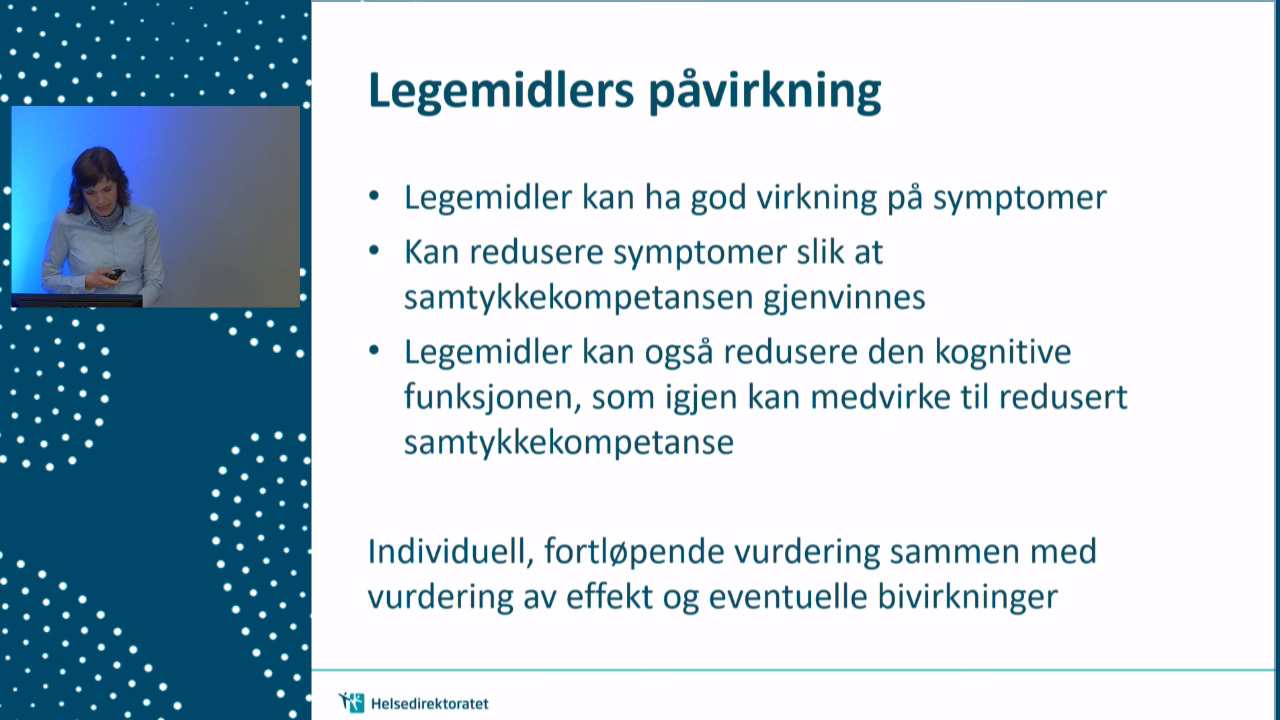 Legemidlers påvirkning
• Legemidler kan ha god virkning på symptomer
• Kan redusere symptomer slik at
samtykkekompetansen gjenvinnes
• Legemidler kan også redusere den kognitive
funksjonen, som igjen kan medvirke til redusert
samtykkekompetanse
Individuell, fortløpende vurdering sammen med
vurdering av effekt og eventuelle bivirkninger
Helsedirektoratet